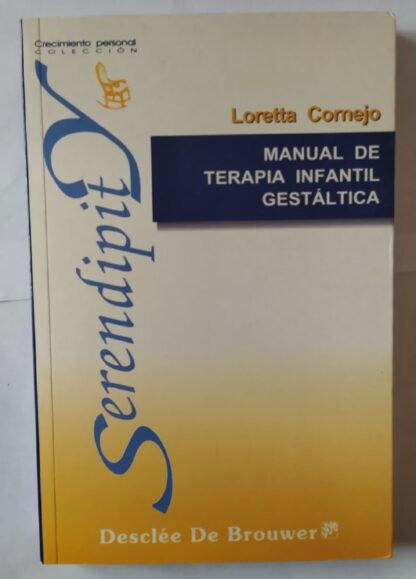 Crecimiento personal
COLECCIÓN
SerendipitY
Loretta Cornejo
MANUAL DE
TERAPIA INFANTIL
GESTÁLTICA
Desclée De Brouwer